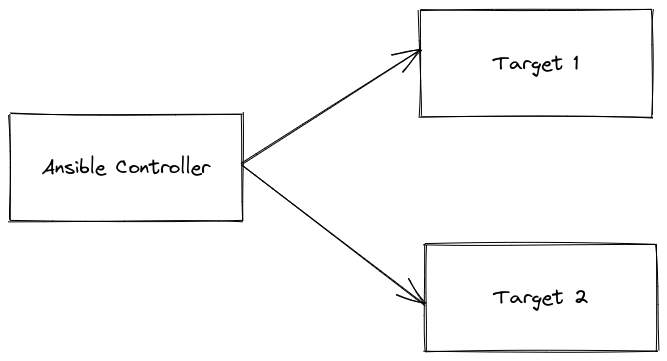 Target 1
Ansible Controller
Target 2